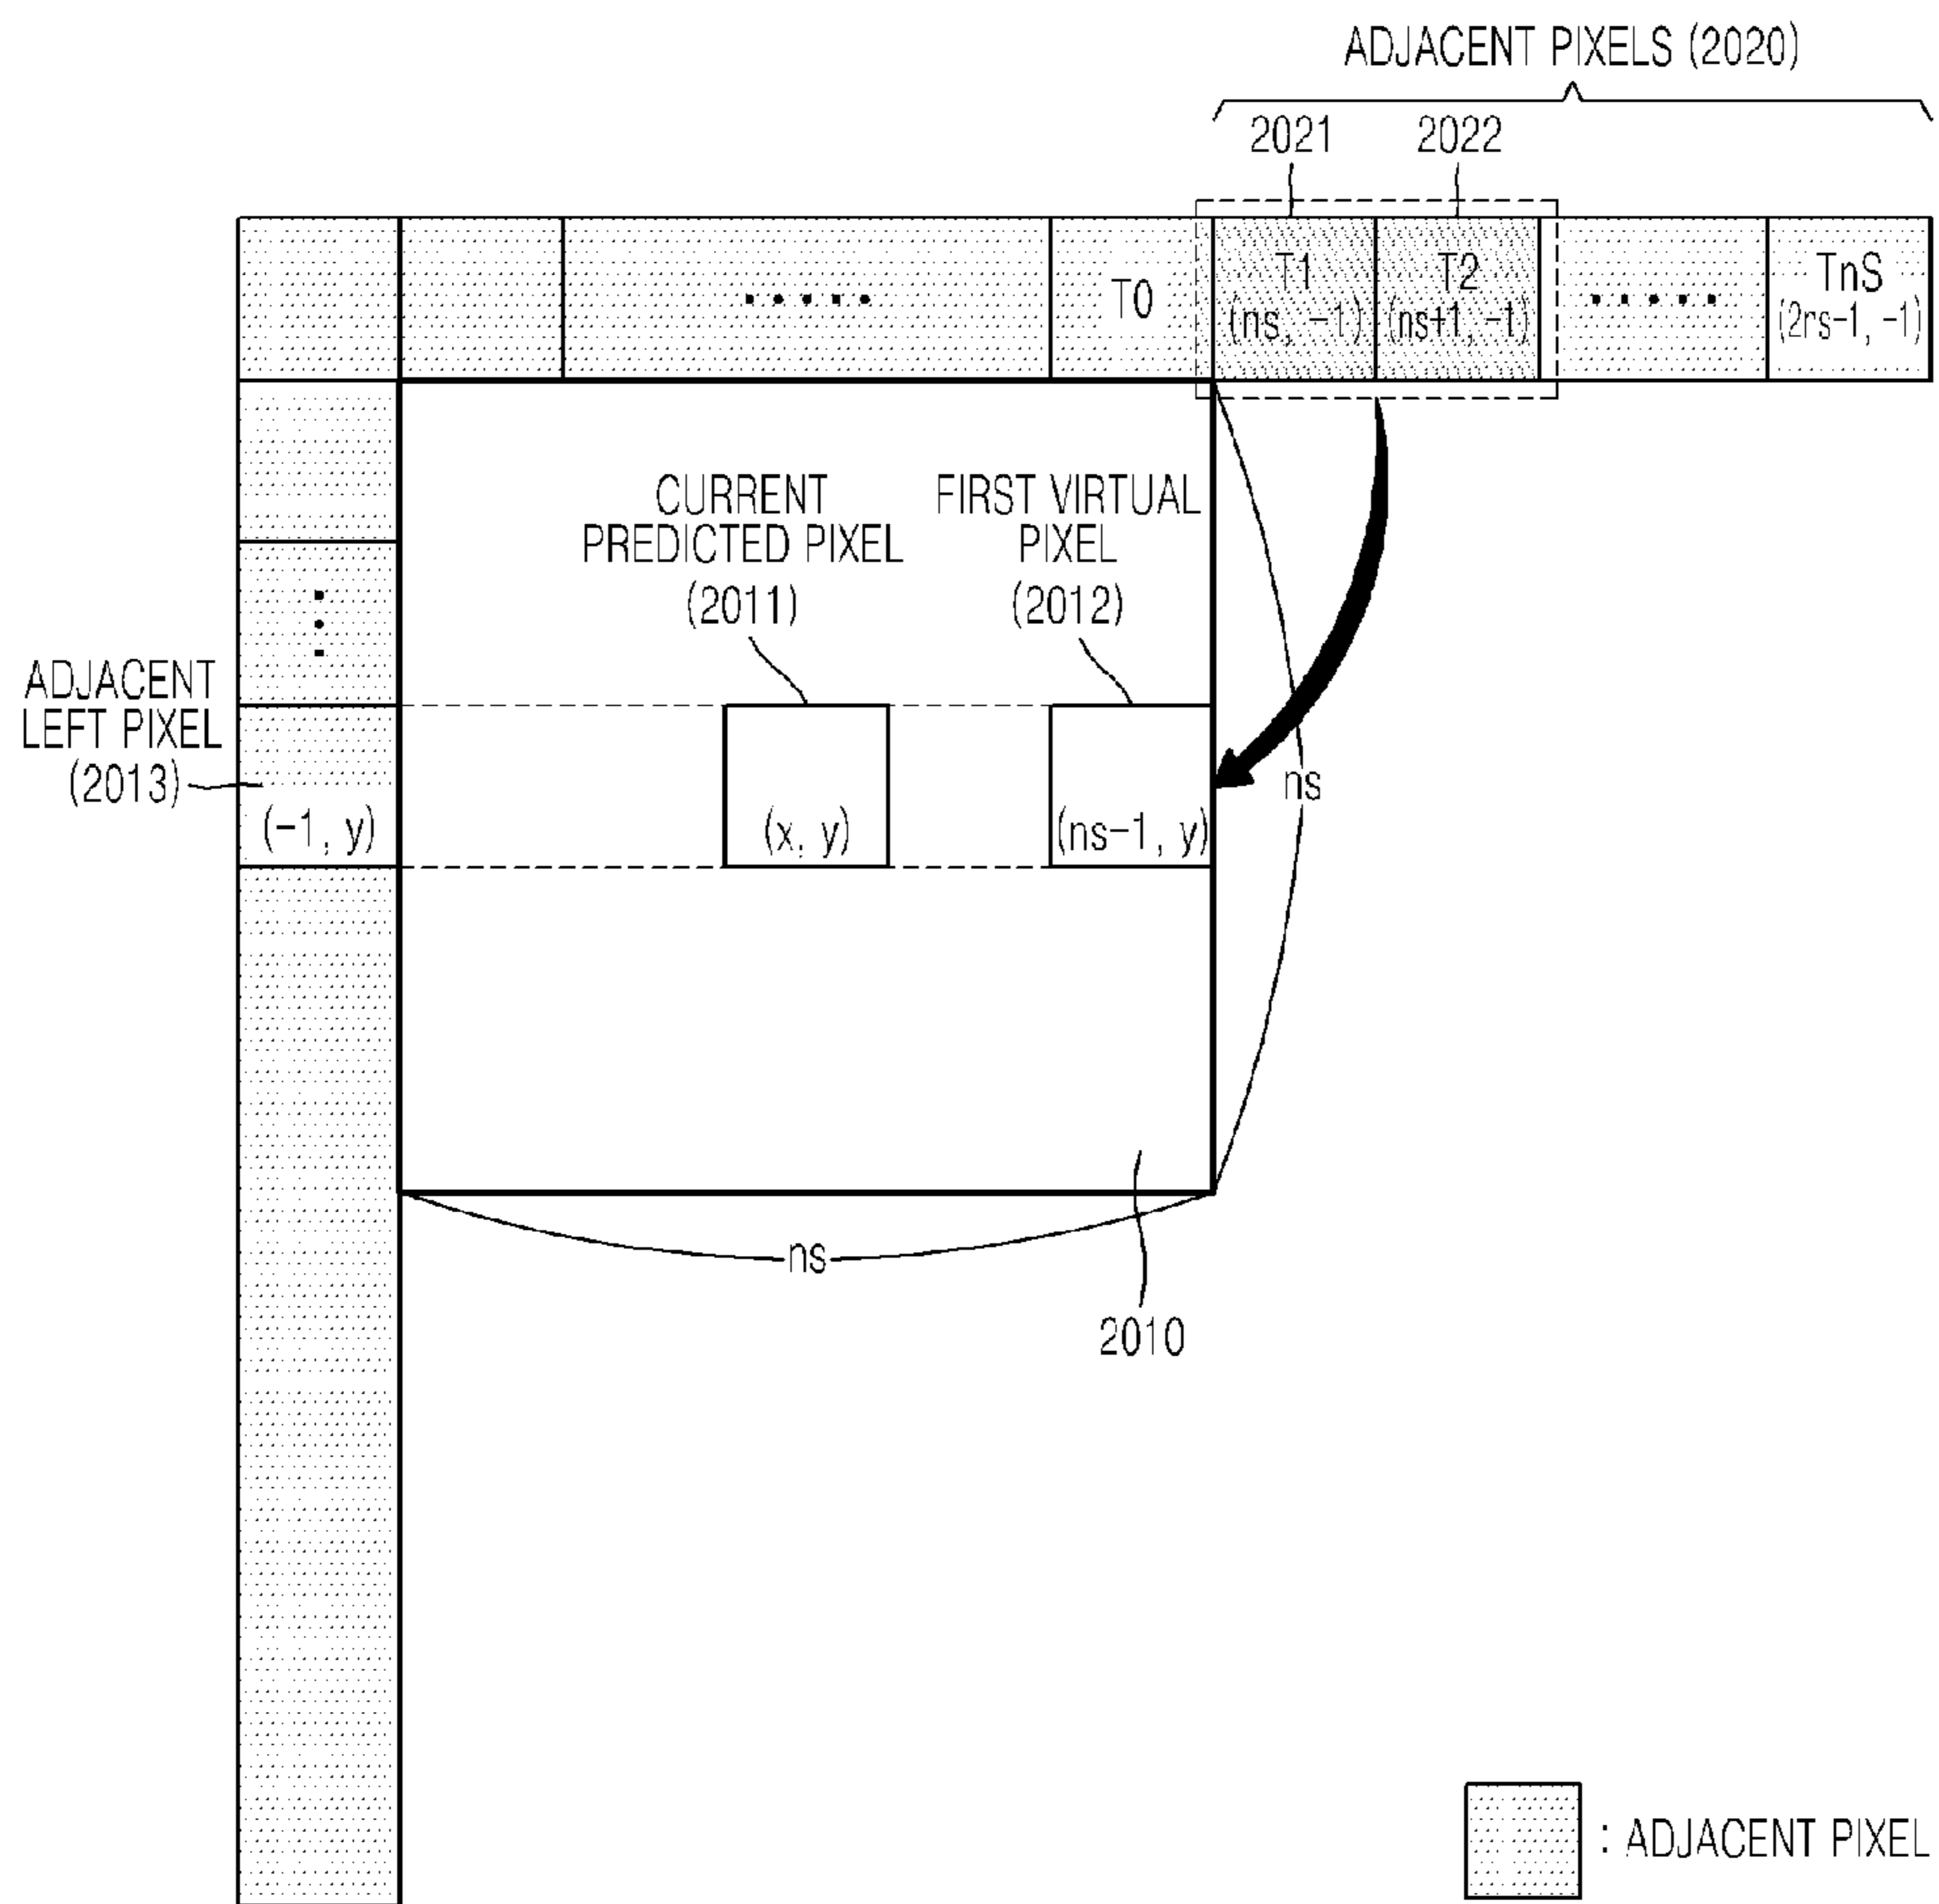 ADJACENT PIXELS (2020)
2021
2022
T0
T1
(ns, -1)
T2
(ns+1, -1)
TnS
(2rs-1, -1)
CURRENT
PREDICTED PIXEL
(2011)
FIRST VIRTUAL
PIXEL
(2012)
ADJACENT
LEFT PIXEL
(2013)
(-1, y)
(x, y)
(ns-1, y)
ns
ns
2010
: ADJACENT PIXEL